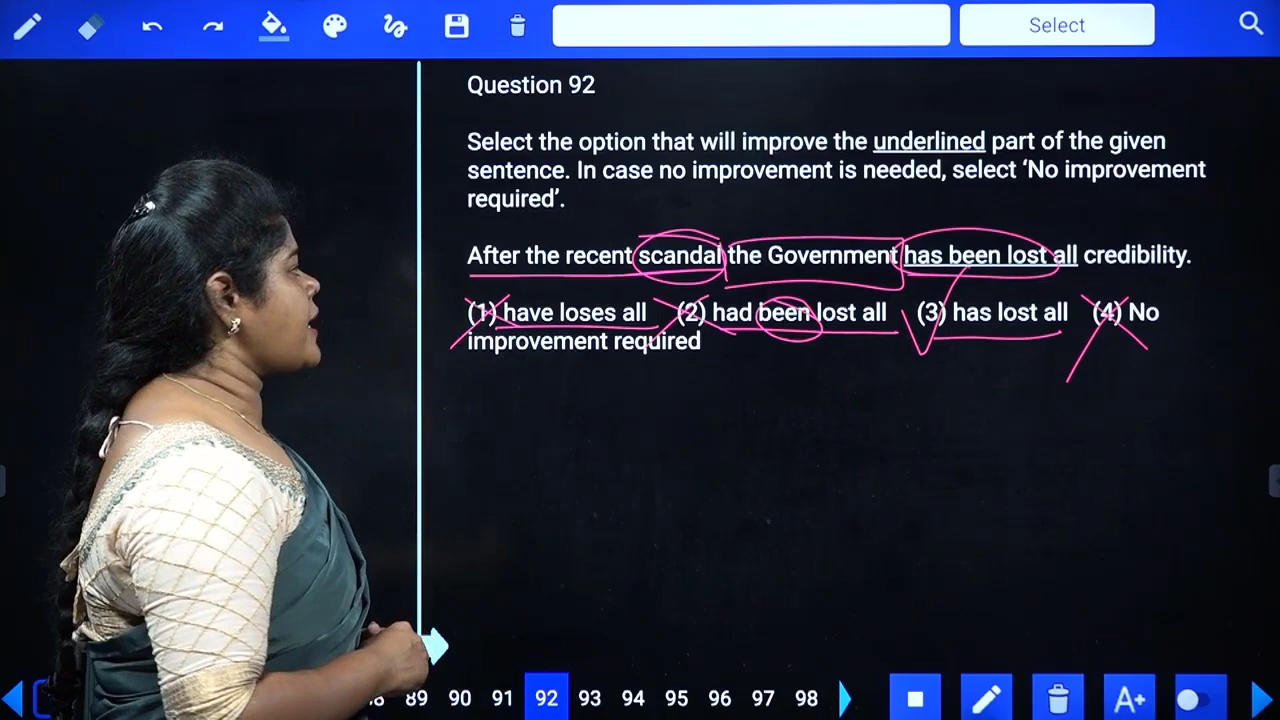 Select
Question 92
Select the option that will improve the underlined part of the given
sentence. In case no improvement is needed, select ‘No improvement
required’.
After the recent scandal the Government has been lost all credibility.
(1) have loses all (2) had been lost all (3) has lost all (4) No
improvement required
89 90 91 92 93 94 95 96 97 98
A+